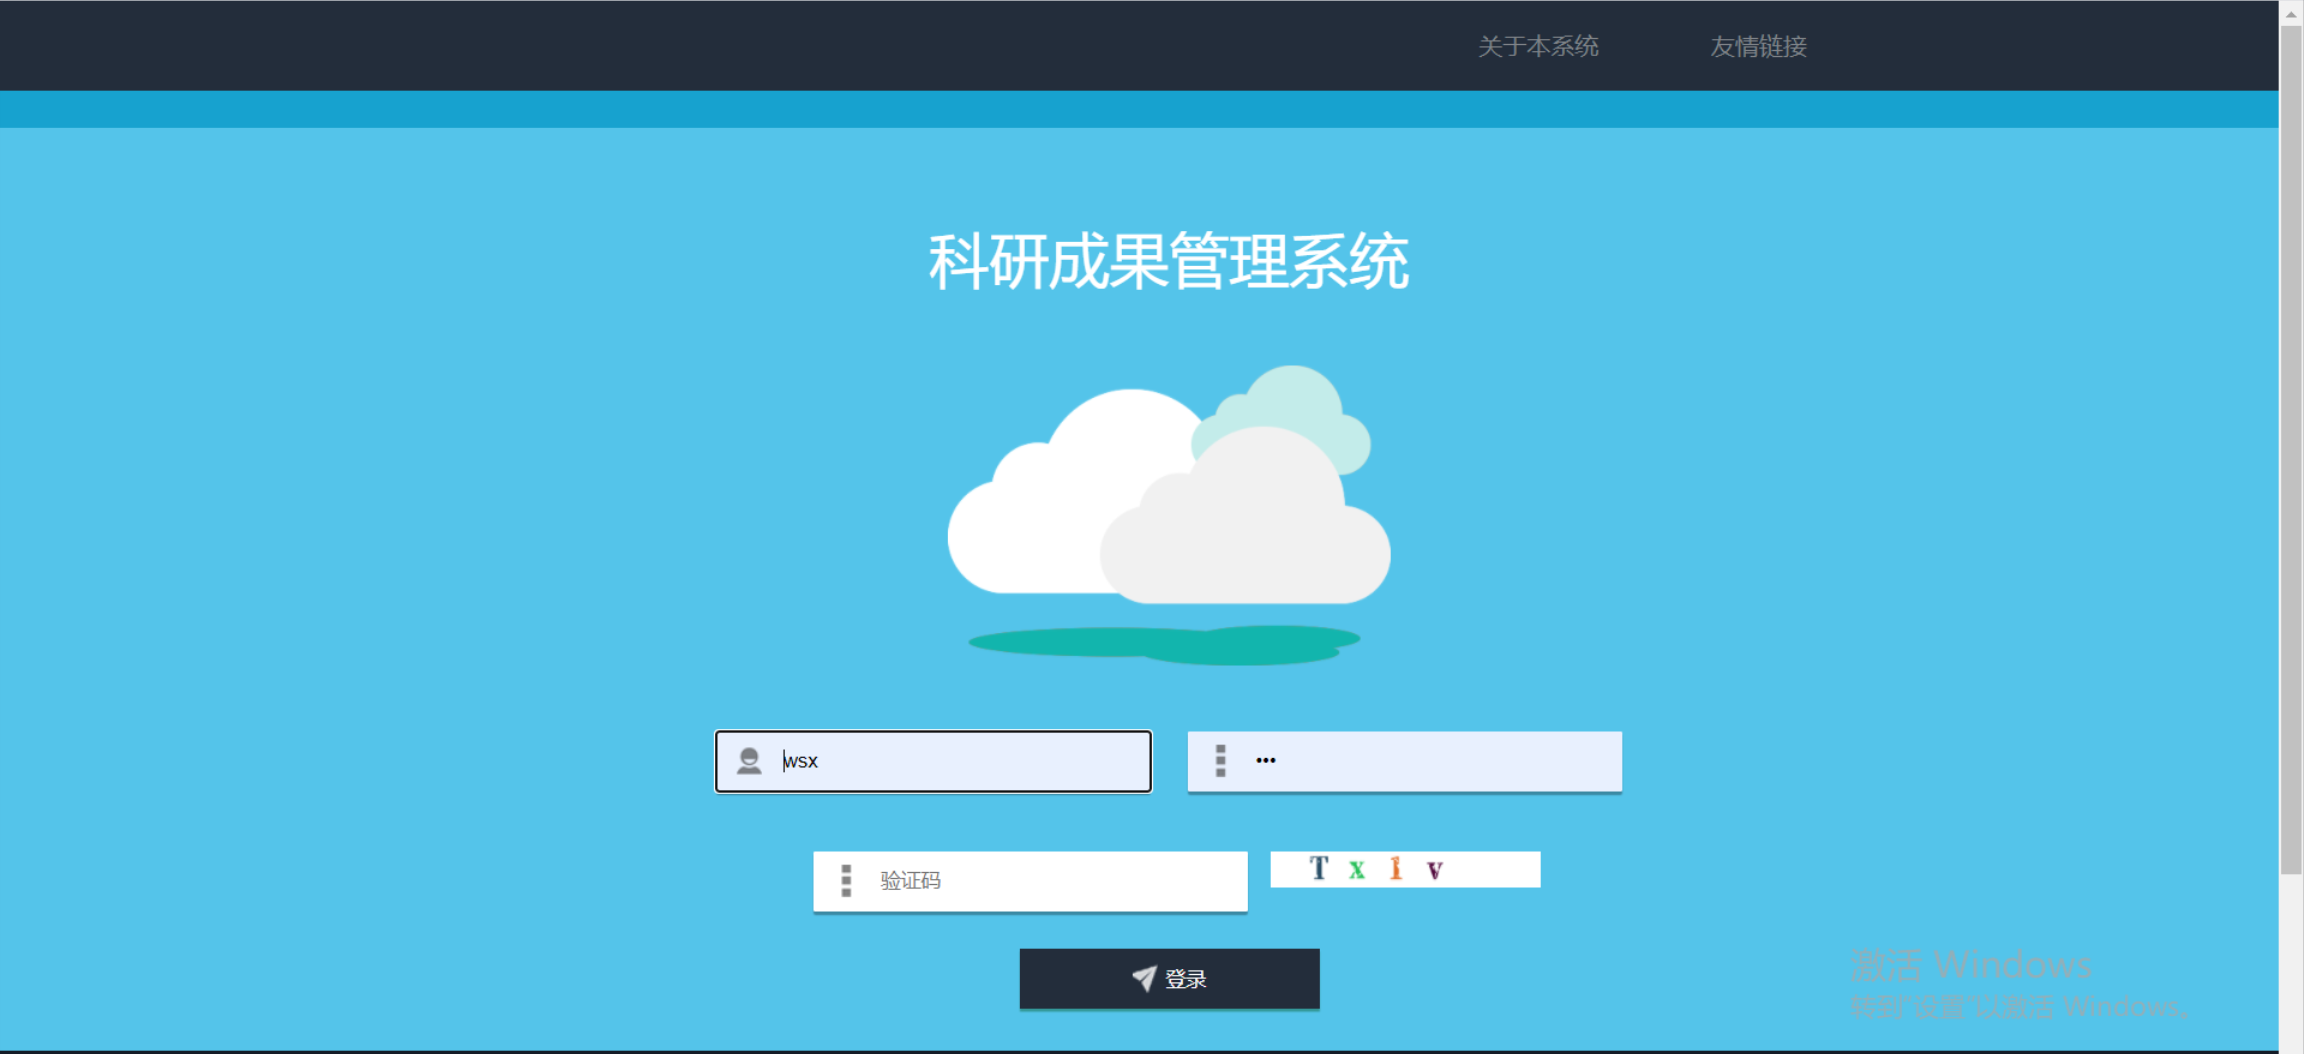 关于本系统 友情链接
科研成果管理系统
wsx •••
验证码 T x 1 v
登录
激活 Windows
转到"设置"以激活 Windows。